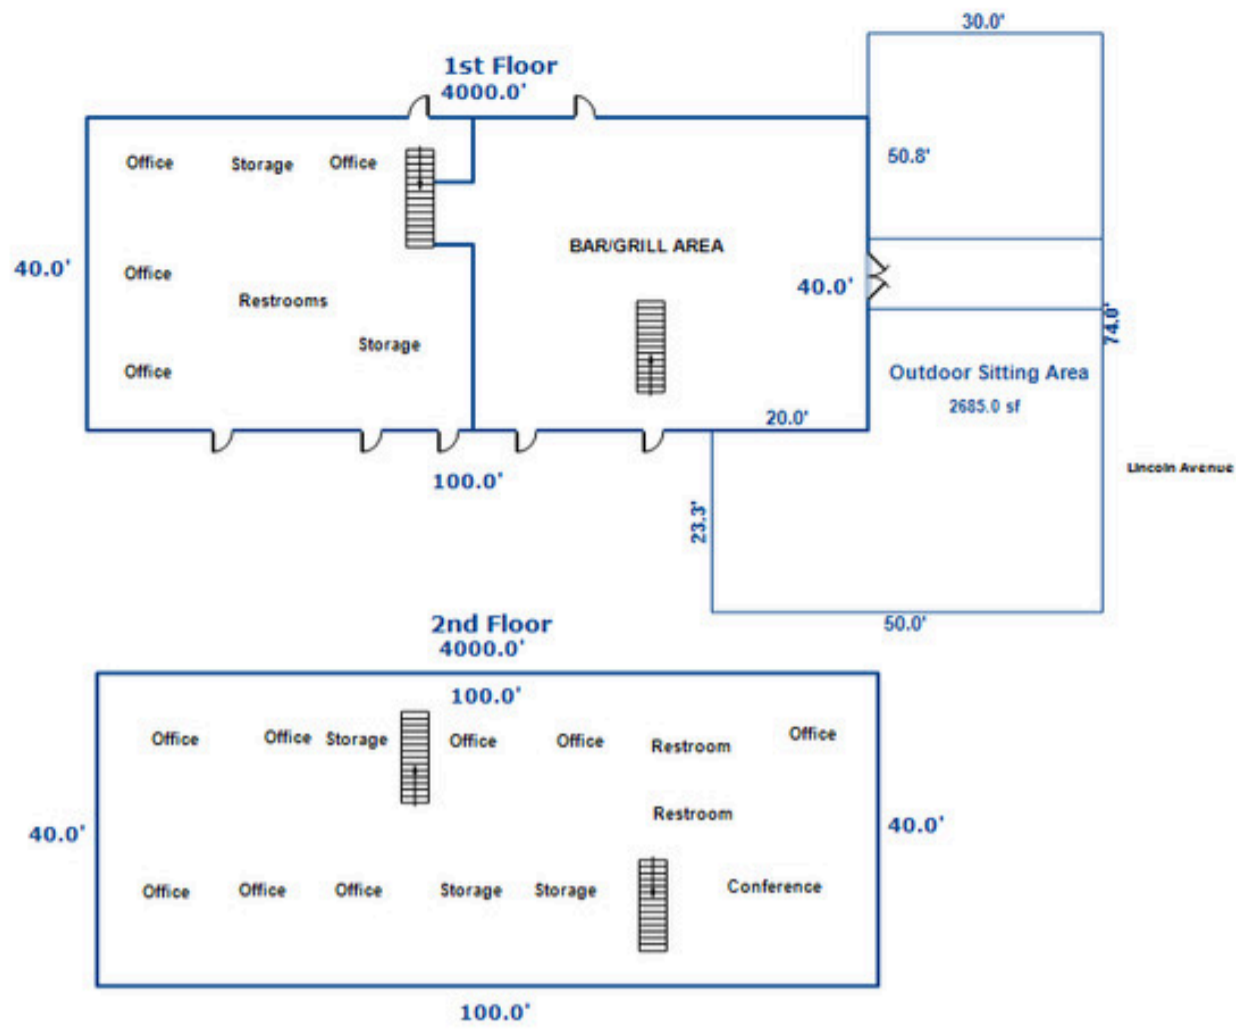 30.0'
1st Floor
4000.0'
50.8'
Office
Storage
Office
BAR/GRILL AREA
40.0'
Office
40.0'
Restrooms
74.0'
Storage
Office
Outdoor Sitting Area
2685.0 sf
20.0'
Lincoln Avenue
100.0'
23.3'
50.0'
2nd Floor
4000.0'
100.0'
Office
Office
Storage
Office
Office
Restroom
Office
Restroom
40.0'
40.0'
Office
Office
Office
Storage
Storage
Conference
100.0'